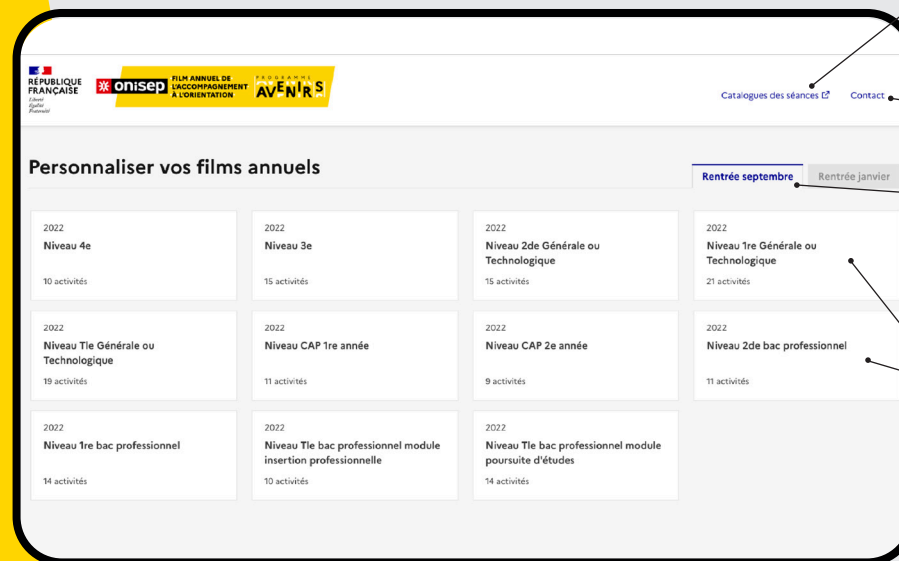 RÉPUBLIQUE
FRANÇAISE
Liberté
Égalité
Fraternité
onisep
FILM ANNUEL DE
L'ACCOMPAGNEMENT
À L'ORIENTATION
PROGRAMME
AVENIRS
Catalogues des séances
Contact
Personnaliser vos films annuels
Rentrée septembre
Rentrée janvier
2022
Niveau 4e
10 activités
2022
Niveau 3e
15 activités
2022
Niveau 2de Générale ou
Technologique
15 activités
2022
Niveau 1re Générale ou
Technologique
21 activités
2022
Niveau Tle Générale ou
Technologique
19 activités
2022
Niveau CAP 1re année
11 activités
2022
Niveau CAP 2e année
9 activités
2022
Niveau 2de bac professionnel
11 activités
2022
Niveau 1re bac professionnel
14 activités
2022
Niveau Tle bac professionnel module
insertion professionnelle
10 activités
2022
Niveau Tle bac professionnel module
poursuite d'études
14 activités